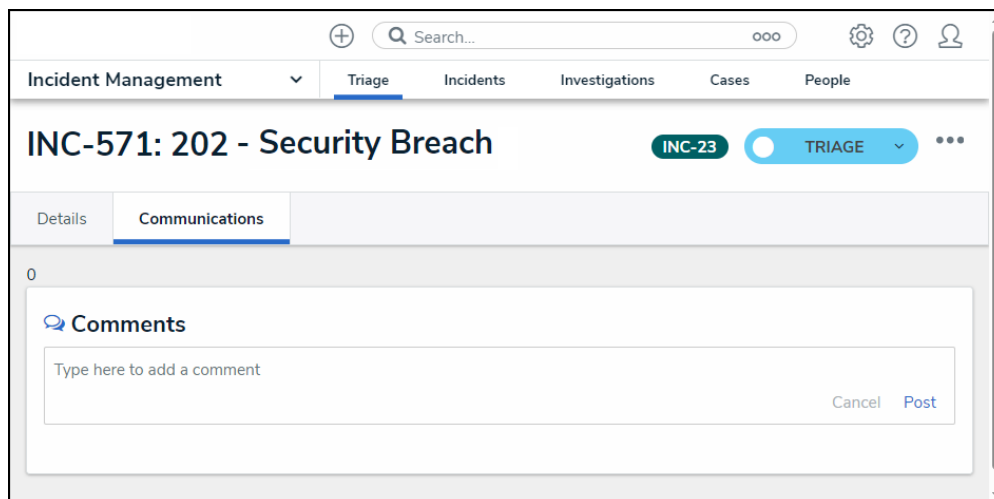 Search...
Incident Management Triage Incidents Investigations Cases People
INC-571: 202 - Security Breach INC-23 TRIAGE
Details Communications
0
Comments
Type here to add a comment
Cancel Post